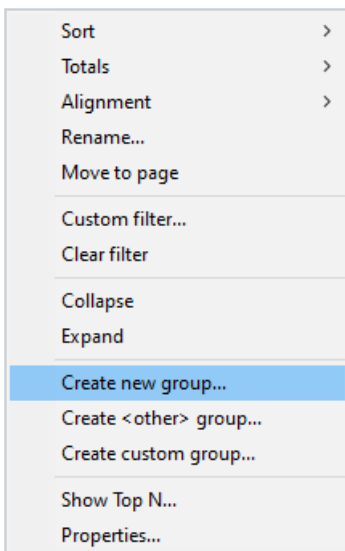 Sort
Totals
Alignment
Rename...
Move to page
Custom filter...
Clear filter
Collapse
Expand
Create new group...
Create <other> group...
Create custom group...
Show Top N...
Properties...